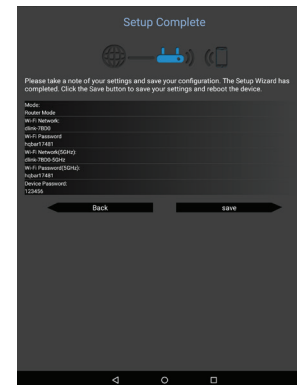 Setup Complete
Please take a note of your settings and save your configuration. The Setup Wizard has
completed. Click the Save button to save your settings and reboot the device.
Mode:
Router Mode
Wi-Fi Network:
dlink-7BD0
Wi-Fi Password
hqbar17481
Wi-Fi Network(5GHz):
dlink-7BD0-5GHz
Wi-Fi Password(5GHz):
hqbar17481
Device Password:
123456
Back
save